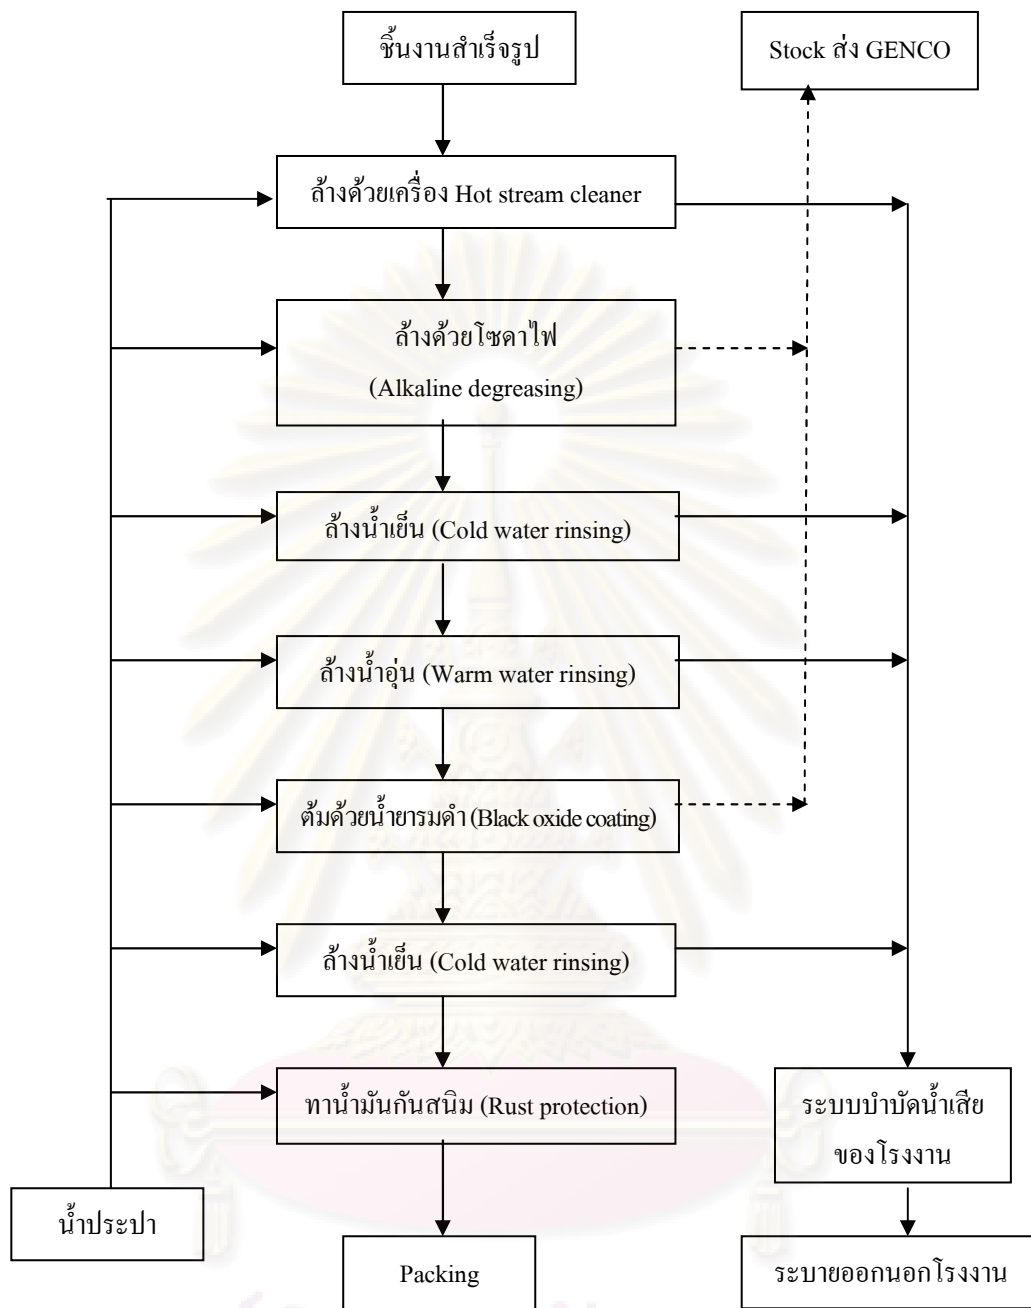 ชิ้นงานสำเร็จรูป
Stock ส่ง GENCO
ล้างด้วยเครื่อง Hot stream cleaner
ล้างด้วยโซดาไฟ
(Alkaline degreasing)
ล้างน้ำเย็น (Cold water rinsing)
ล้างน้ำอุ่น (Warm water rinsing)
ต้มด้วยน้ำยารมดำ (Black oxide coating)
ล้างน้ำเย็น (Cold water rinsing)
ทาน้ำมันกันสนิม (Rust protection)
ระบบบำบัดน้ำเสีย
ของโรงงาน
น้ำประปา
Packing
ระบายออกนอกโรงงาน